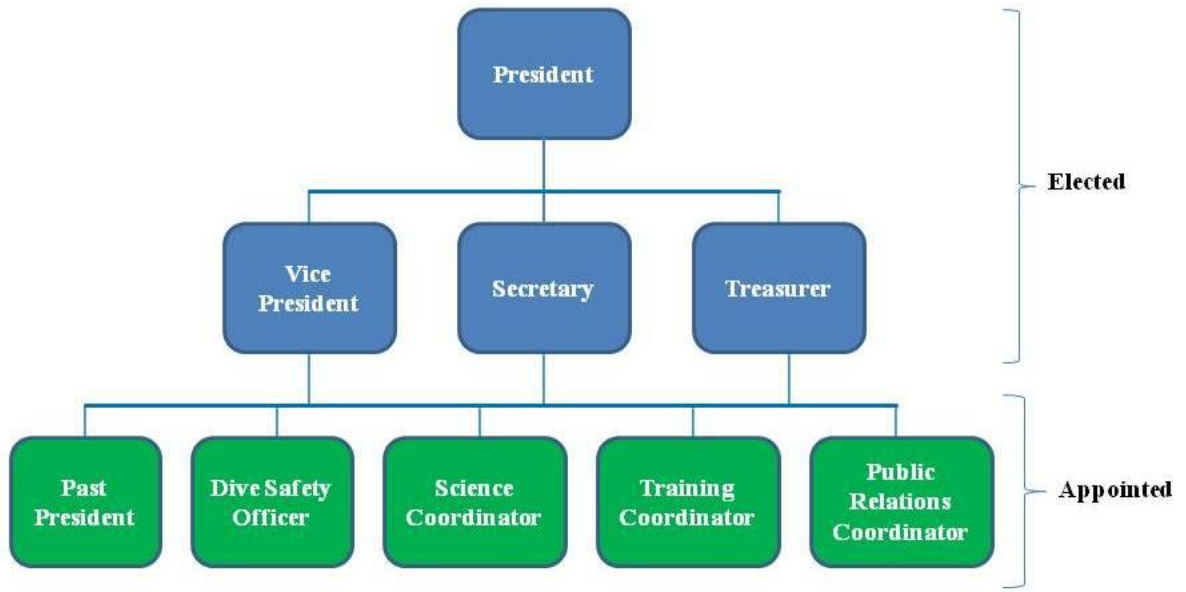 President
Elected
Vice
President
Secretary
Treasurer
Past
President
Dive Safety
Officer
Science
Coordinator
Training
Coordinator
Public
Relations
Coordinator
Appointed